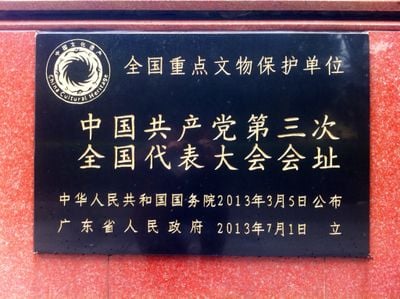 中国文化遗产
China Cultural Heritage
全国重点文物保护单位
中国共产党第三次
全国代表大会会址
中华人民共和国国务院2013年3月5日公布
广东省人民政府 2013年7月1日 立